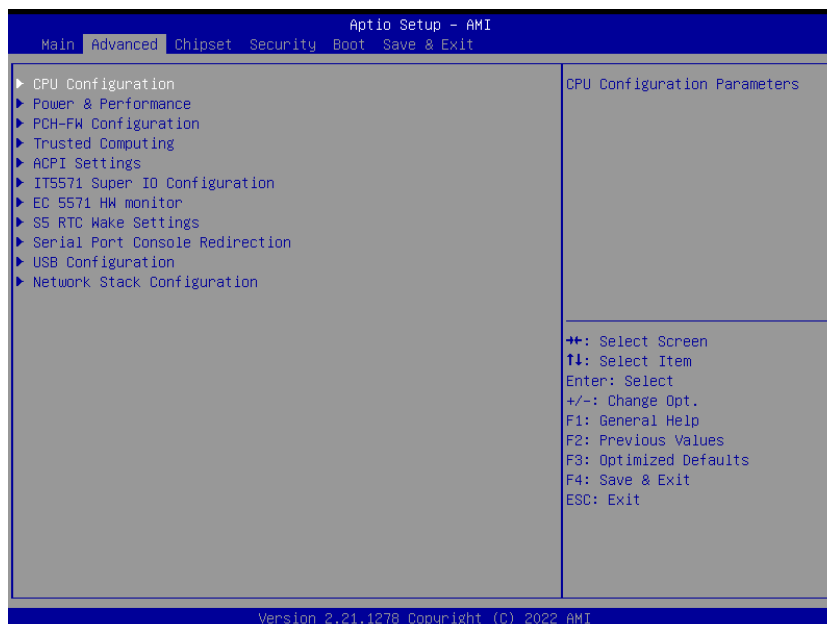 Aptio Setup – AMI
Main Advanced Chipset Security Boot Save & Exit
CPU Configuration
Power & Performance
PCH-FW Configuration
Trusted Computing
ACPI Settings
IT5571 Super IO Configuration
EC 5571 HW monitor
S5 RTC Wake Settings
Serial Port Console Redirection
USB Configuration
Network Stack Configuration
CPU Configuration Parameters
→←: Select Screen
↑↓: Select Item
Enter: Select
+/-: Change Opt.
F1: General Help
F2: Previous Values
F3: Optimized Defaults
F4: Save & Exit
ESC: Exit
Version 2.21.1278 Copyright (C) 2022 AMI